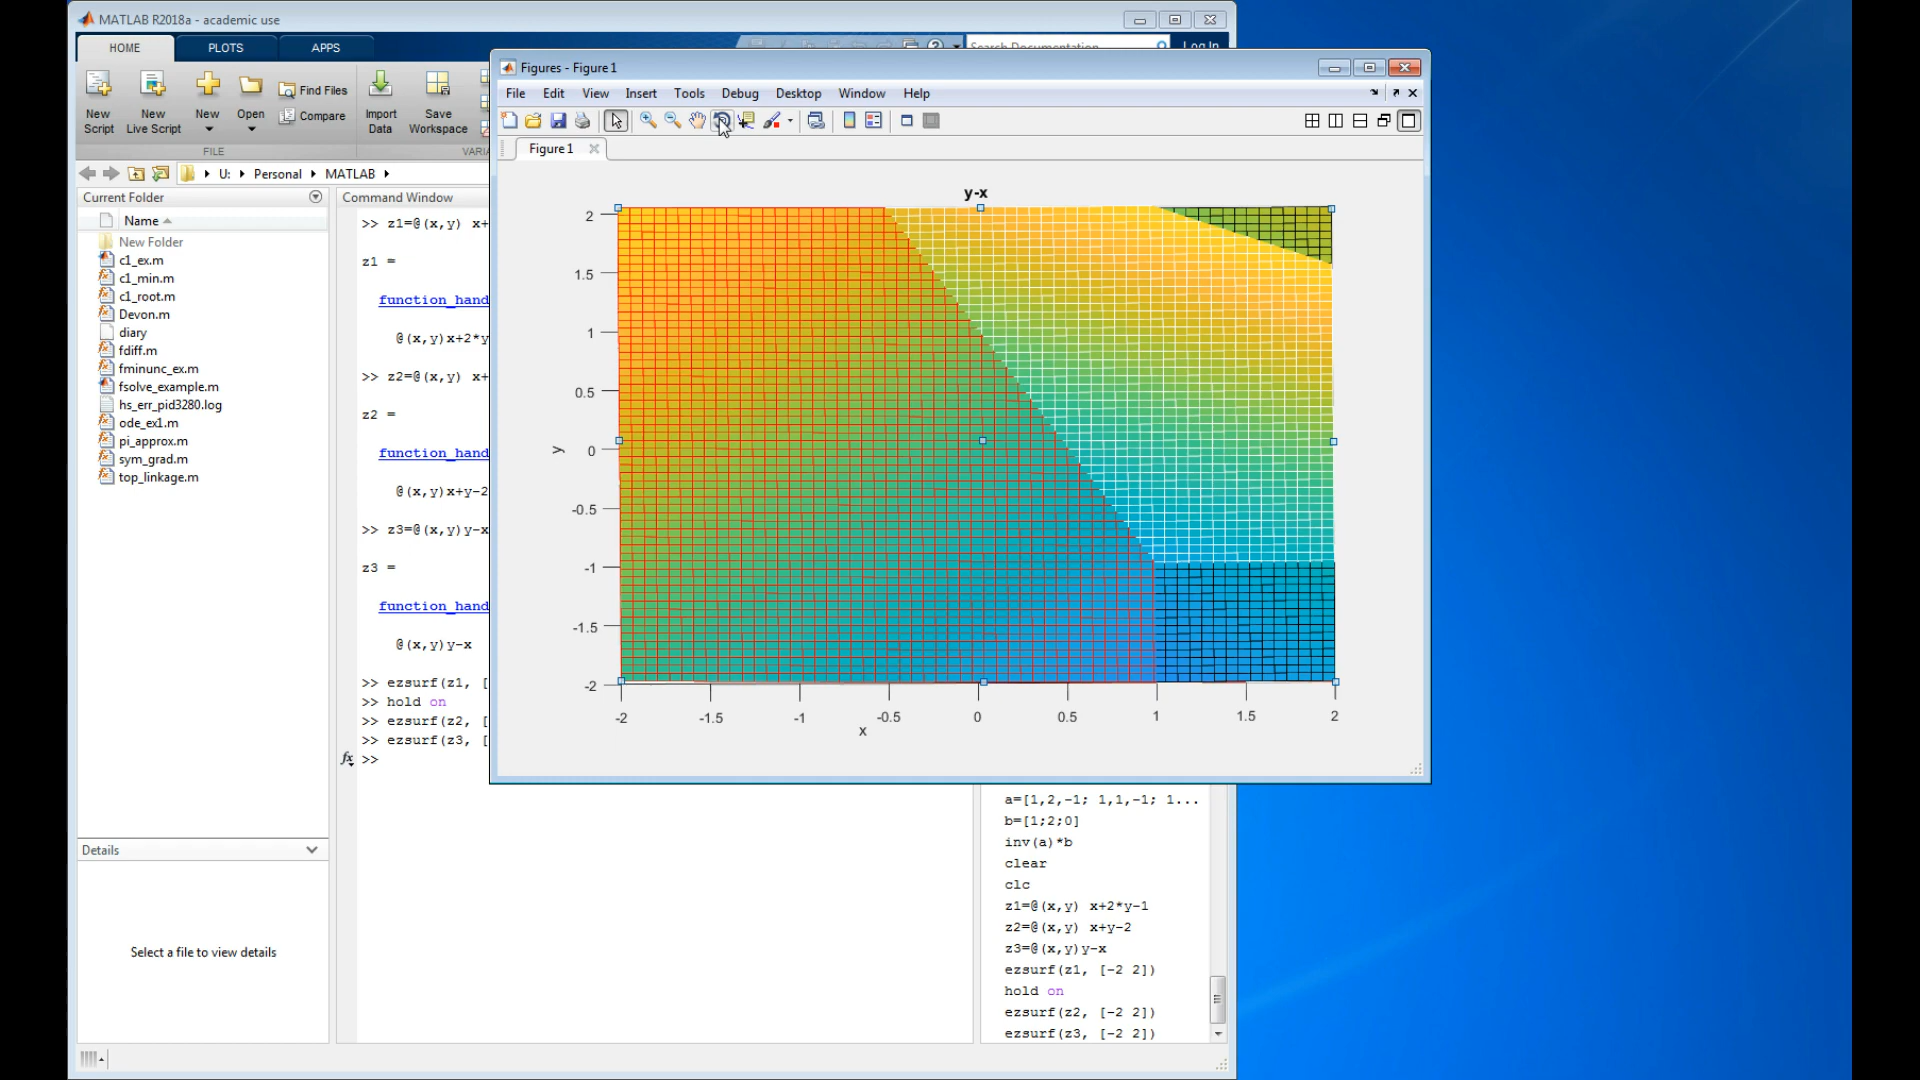 MATLAB R2018a - academic use
HOME
PLOTS
APPS
Search Documentation
Log In
New Script
New Live Script
New
Open
Find Files
Compare
Import Data
Save Workspace
FILE
U:
Personal
MATLAB
Current Folder
Name
New Folder
c1_ex.m
c1_min.m
c1_root.m
Devon.m
diary
fdiff.m
fminunc_ex.m
fsolve_example.m
hs_err_pid3280.log
ode_ex1.m
pi_approx.m
sym_grad.m
top_linkage.m
Details
Select a file to view details
Command Window
>> z1=@(x,y) x+
z1 =
function_hand
@(x,y)x+2*y
>> z2=@(x,y) x+
z2 =
function_hand
@(x,y)x+y-2
>> z3=@(x,y)y-x
z3 =
function_hand
@(x,y)y-x
>> ezsurf(z1, [
>> hold on
>> ezsurf(z2, [
>> ezsurf(z3, [
fx >>
Figures - Figure 1
File
Edit
View
Insert
Tools
Debug
Desktop
Window
Help
Figure 1
y-x
2
1.5
1
0.5
0
-0.5
-1
-1.5
-2
y
-2
-1.5
-1
-0.5
0
0.5
1
1.5
2
x
a=[1,2,-1; 1,1,-1; 1...
b=[1;2;0]
inv(a)*b
clear
clc
z1=@(x,y) x+2*y-1
z2=@(x,y) x+y-2
z3=@(x,y)y-x
ezsurf(z1, [-2 2])
hold on
ezsurf(z2, [-2 2])
ezsurf(z3, [-2 2])